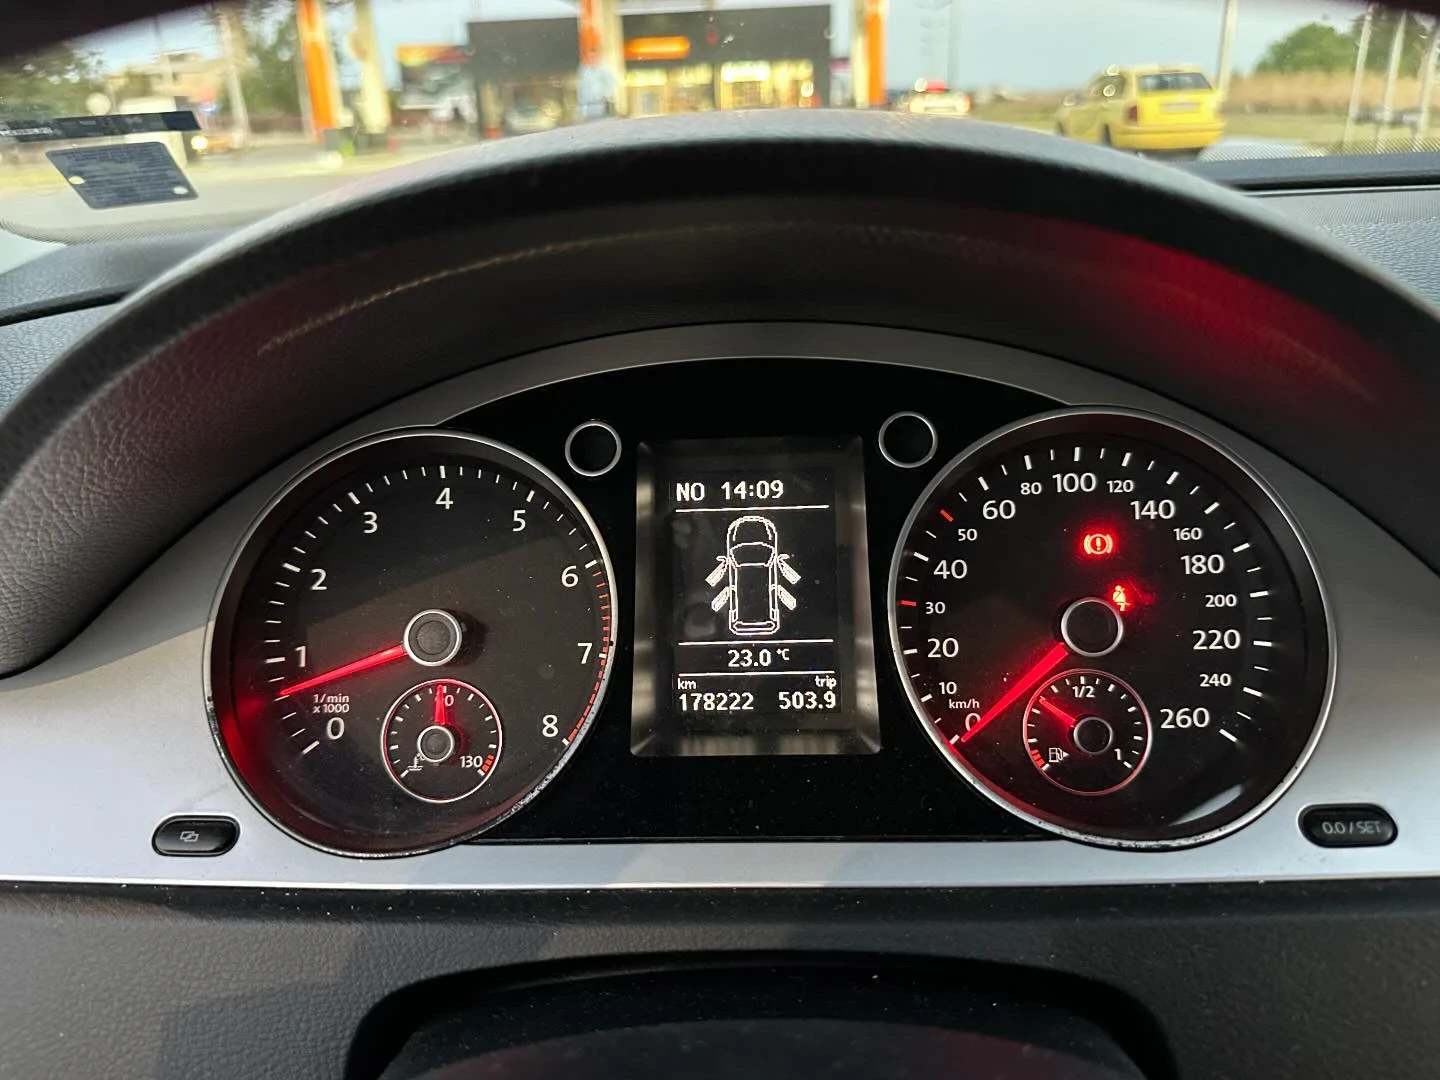 NO 14:09
23.0 °C
km trip
178222 503.9
0 1 2 3 4 5 6 7 8
1/min
x 1000
130
0 10 20 30 40 50 60 80 100 120 140 160 180 200 220 240 260
km/h
1/2
1
0.0 / SET